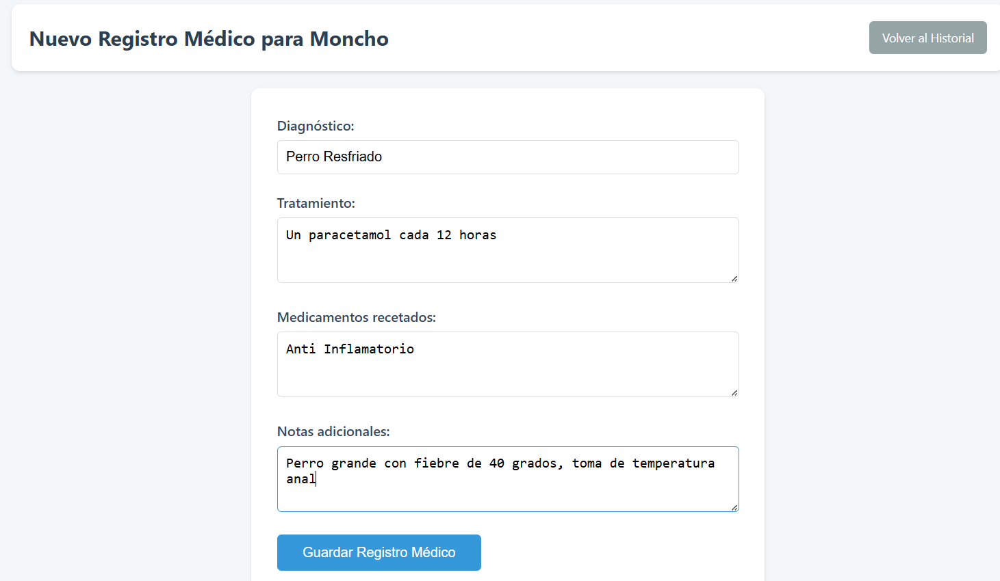 Nuevo Registro Médico para Moncho
Volver al Historial
Diagnóstico:
Perro Resfriado
Tratamiento:
Un paracetamol cada 12 horas
Medicamentos recetados:
Anti Inflamatorio
Notas adicionales:
Perro grande con fiebre de 40 grados, toma de temperatura
anal
Guardar Registro Médico